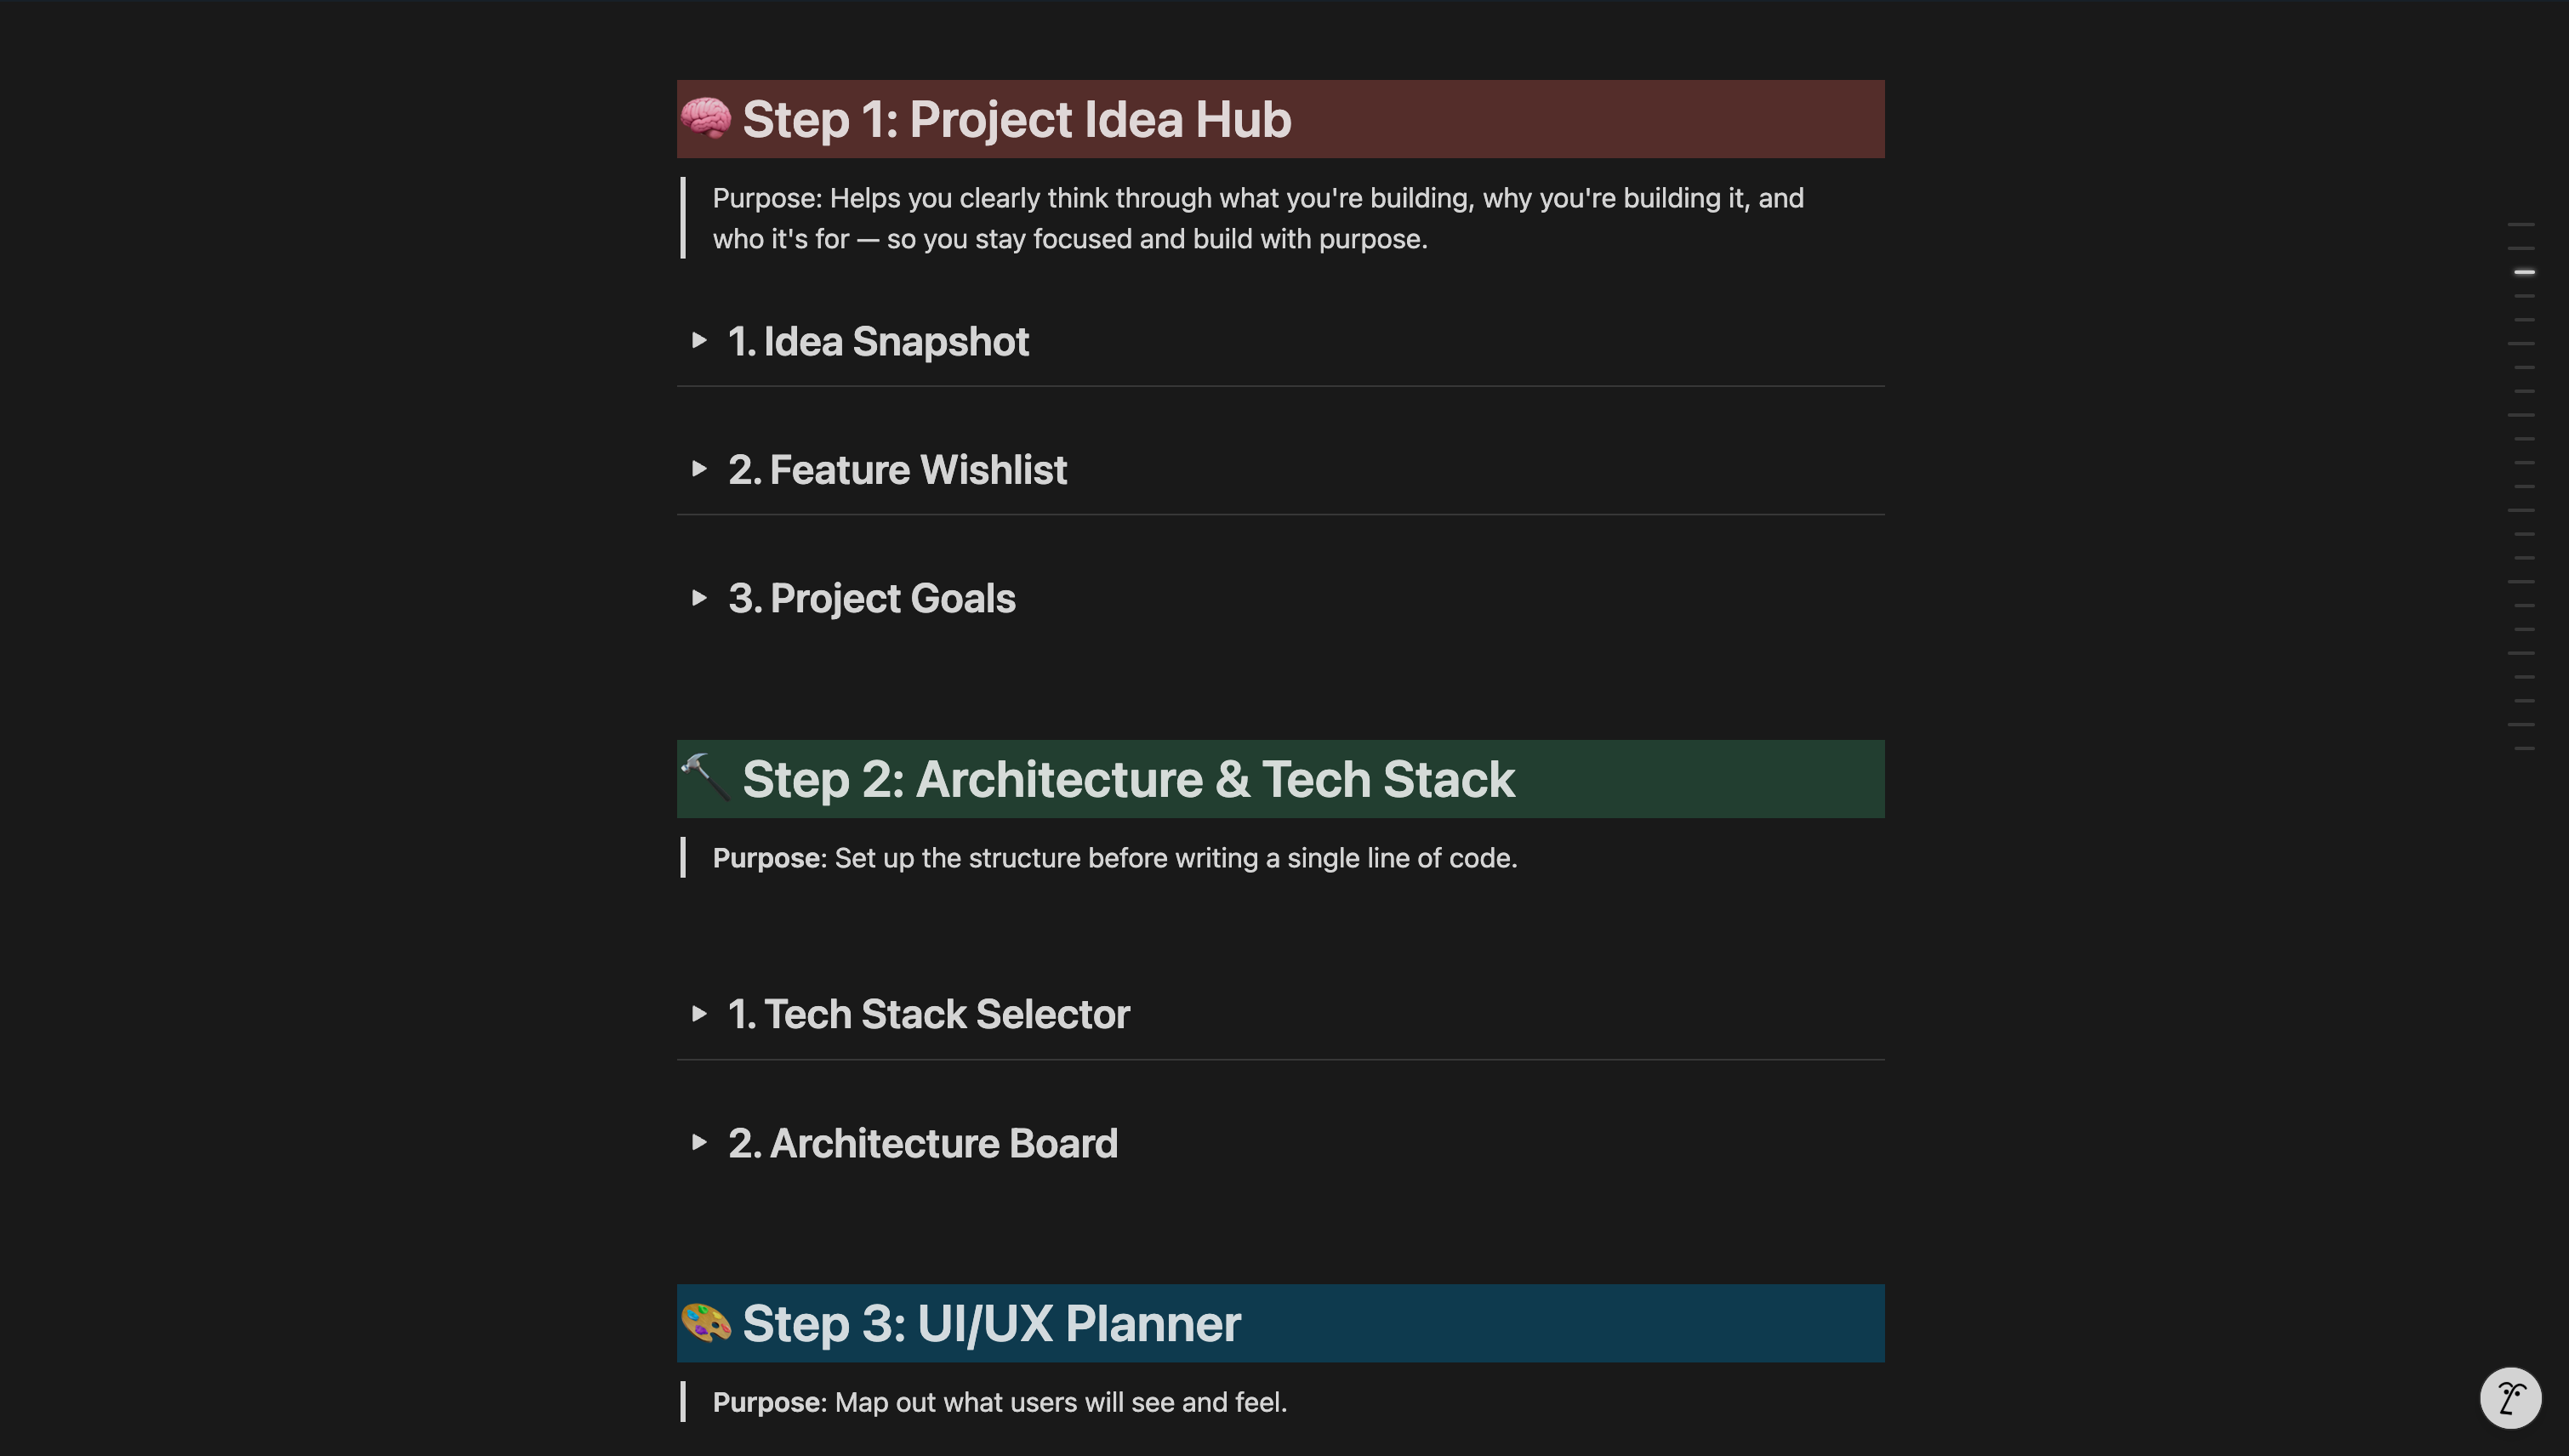 Step 1: Project Idea Hub
Purpose: Helps you clearly think through what you're building, why you're building it, and
who it's for — so you stay focused and build with purpose.
1. Idea Snapshot
2. Feature Wishlist
3. Project Goals
Step 2: Architecture & Tech Stack
Purpose: Set up the structure before writing a single line of code.
1. Tech Stack Selector
2. Architecture Board
Step 3: UI/UX Planner
Purpose: Map out what users will see and feel.